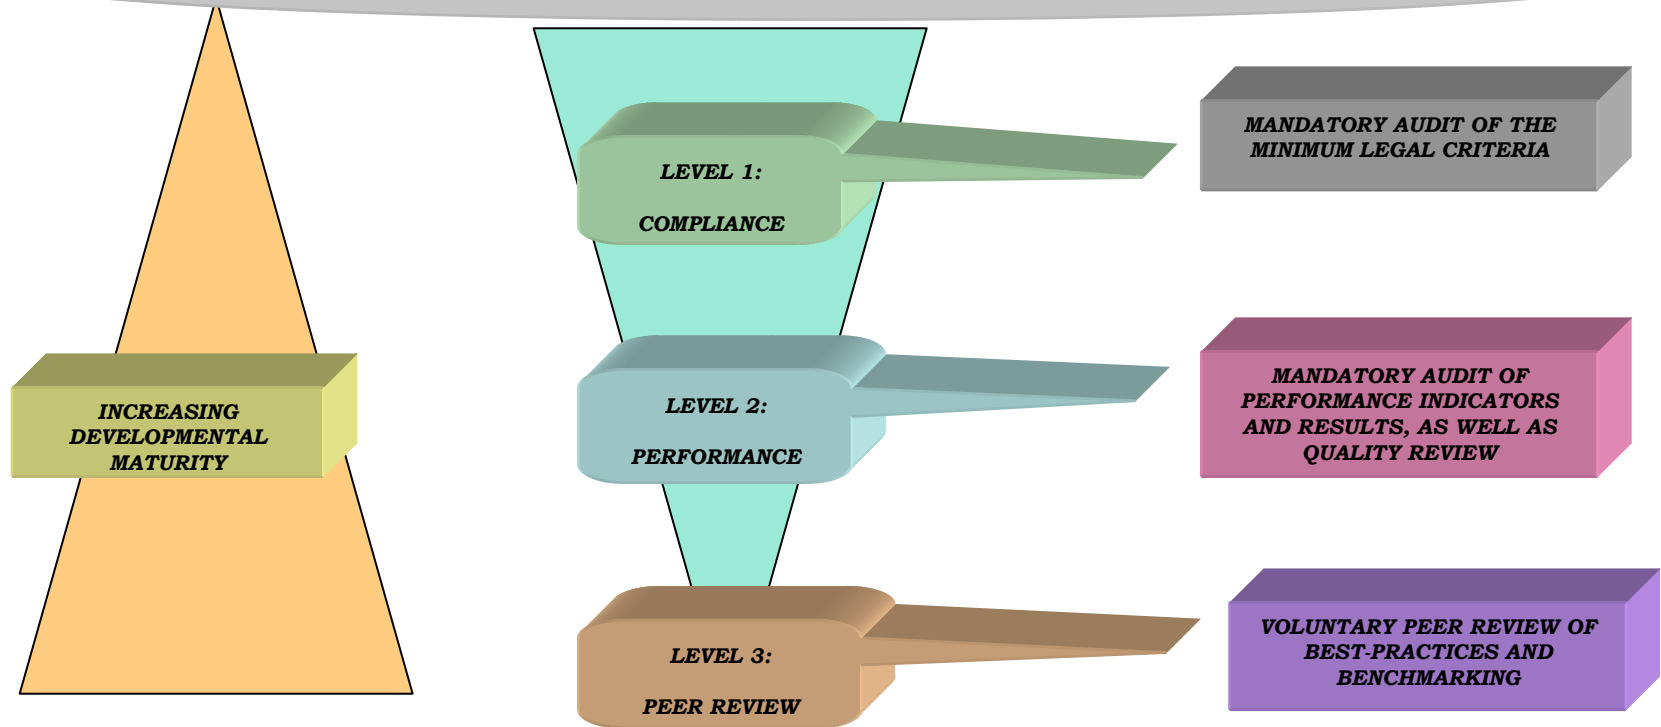 LEVEL 1:
COMPLIANCE
MANDATORY AUDIT OF THE
MINIMUM LEGAL CRITERIA
INCREASING
DEVELOPMENTAL
MATURITY
LEVEL 2:
PERFORMANCE
MANDATORY AUDIT OF
PERFORMANCE INDICATORS
AND RESULTS, AS WELL AS
QUALITY REVIEW
LEVEL 3:
PEER REVIEW
VOLUNTARY PEER REVIEW OF
BEST-PRACTICES AND
BENCHMARKING